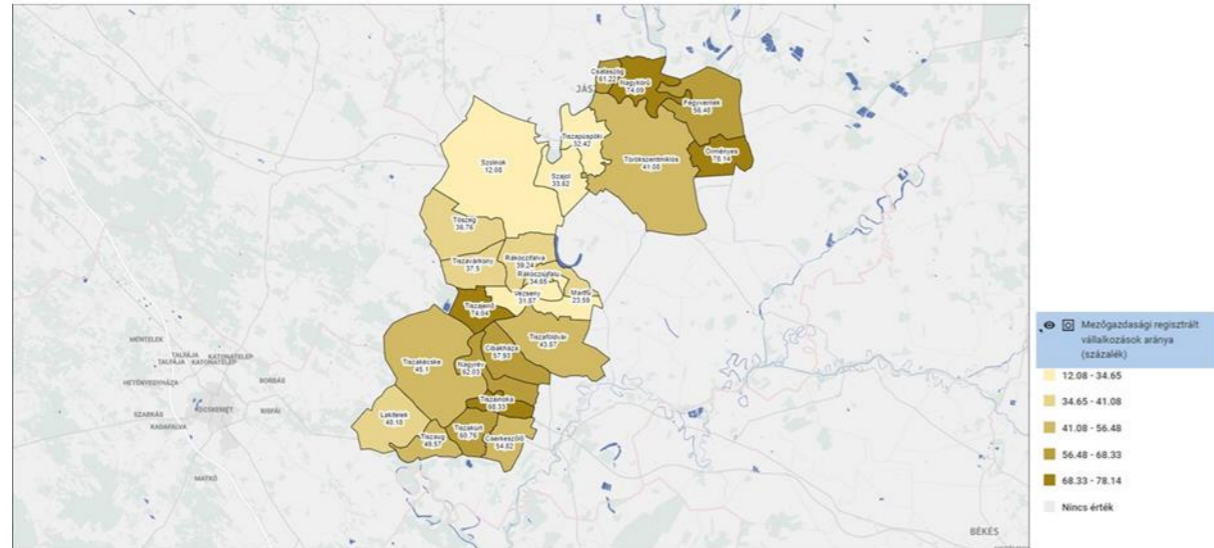 Csataszög
61.22
Nagykörű
74.09
JÁSZ
Fegyvernek
56.48
Tiszapüspöki
32.42
Törökszentmiklós
41.08
Örményes
78.14
Szolnok
12.08
Szajol
33.62
Tószeg
36.76
Tiszavárkony
37.5
Rákóczifalva
39.24
Rákócziújfalu
34.65
Vezseny
31.87
Martfű
23.59
Tiszajenő
74.04
Tiszaföldvár
43.87
Cibakháza
57.93
Tiszakécske
45.1
Nagyrév
62.03
Tiszainoka
68.33
Lakitelek
40.18
Tiszaug
49.57
Tiszakürt
60.76
Cserkeszőlő
54.82
HETÉNYEGYHÁZA
MÉNTELEK
TALFÁJA KATONATELEP
TALFÁJA KATONATELEP
BORBÁS
SZARKÁS
KECSKEMÉT
KADAFALVA
MATKÓ
BÉKÉS
Mezőgazdasági regisztrált
vállalkozások aránya
(százalék)
12.08 - 34.65
34.65 - 41.08
41.08 - 56.48
56.48 - 68.33
68.33 - 78.14
Nincs érték